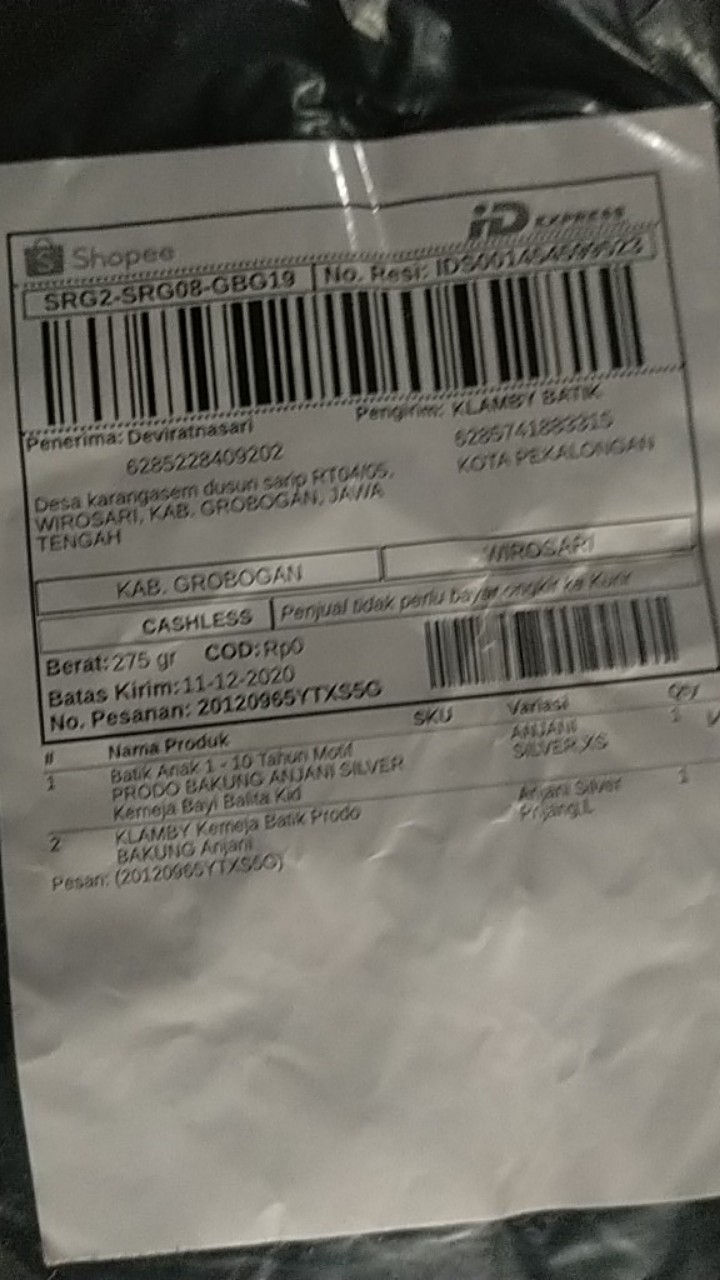 Shopee
iD EXPRESS
SRG2-SRG08-GBG19
No. Resi:
Penerima: Deviratnasari
6285228409202
Desa karangasem dusun sarip RT04/05,
WIROSARI, KAB. GROBOGAN, JAWA
TENGAH
Pengirim: KLAMBY BATIK
6285741883315
KOTA PEKALONGAN
KAB. GROBOGAN
WIROSARI
CASHLESS
Penjual tidak perlu bayar ongkir ke Kurir
Berat: 275 gr COD: Rp0
Batas Kirim: 11-12-2020
No. Pesanan: 20120965YTXS5G
# Nama Produk SKU Variasi Qty
1 Batik Anak 1 - 10 Tahun Motif ANJANI 1
PRODO BAKUNG ANJANI SILVER SILVER,XS
Kemeja Bayi Balita Kid
2 KLAMBY Kemeja Batik Prodo Anjani Silver 1
BAKUNG Anjani
Pesan: (20120965YTXS5G)